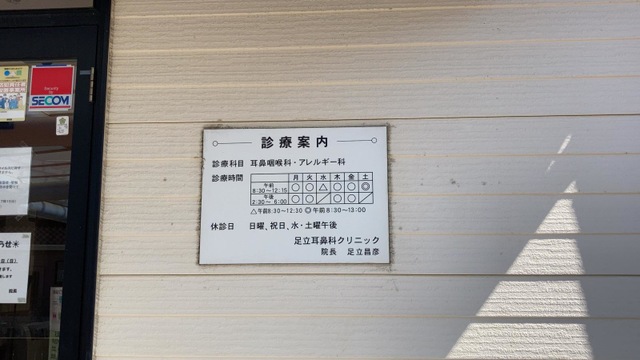 診療案内
診療科目 耳鼻咽喉科・アレルギー科
診療時間
月 火 水 木 金 土
午前 8:30〜12:15 ○ ○ △ ○ ○ ◎
午後 2:30〜6:00 ○ ○ ／ ○ ○ ／
△午前8:30〜12:30 ◎午前8:30〜13:00
休診日 日曜、祝日、水・土曜午後
足立耳鼻科クリニック
院長 足立昌彦
SECOM